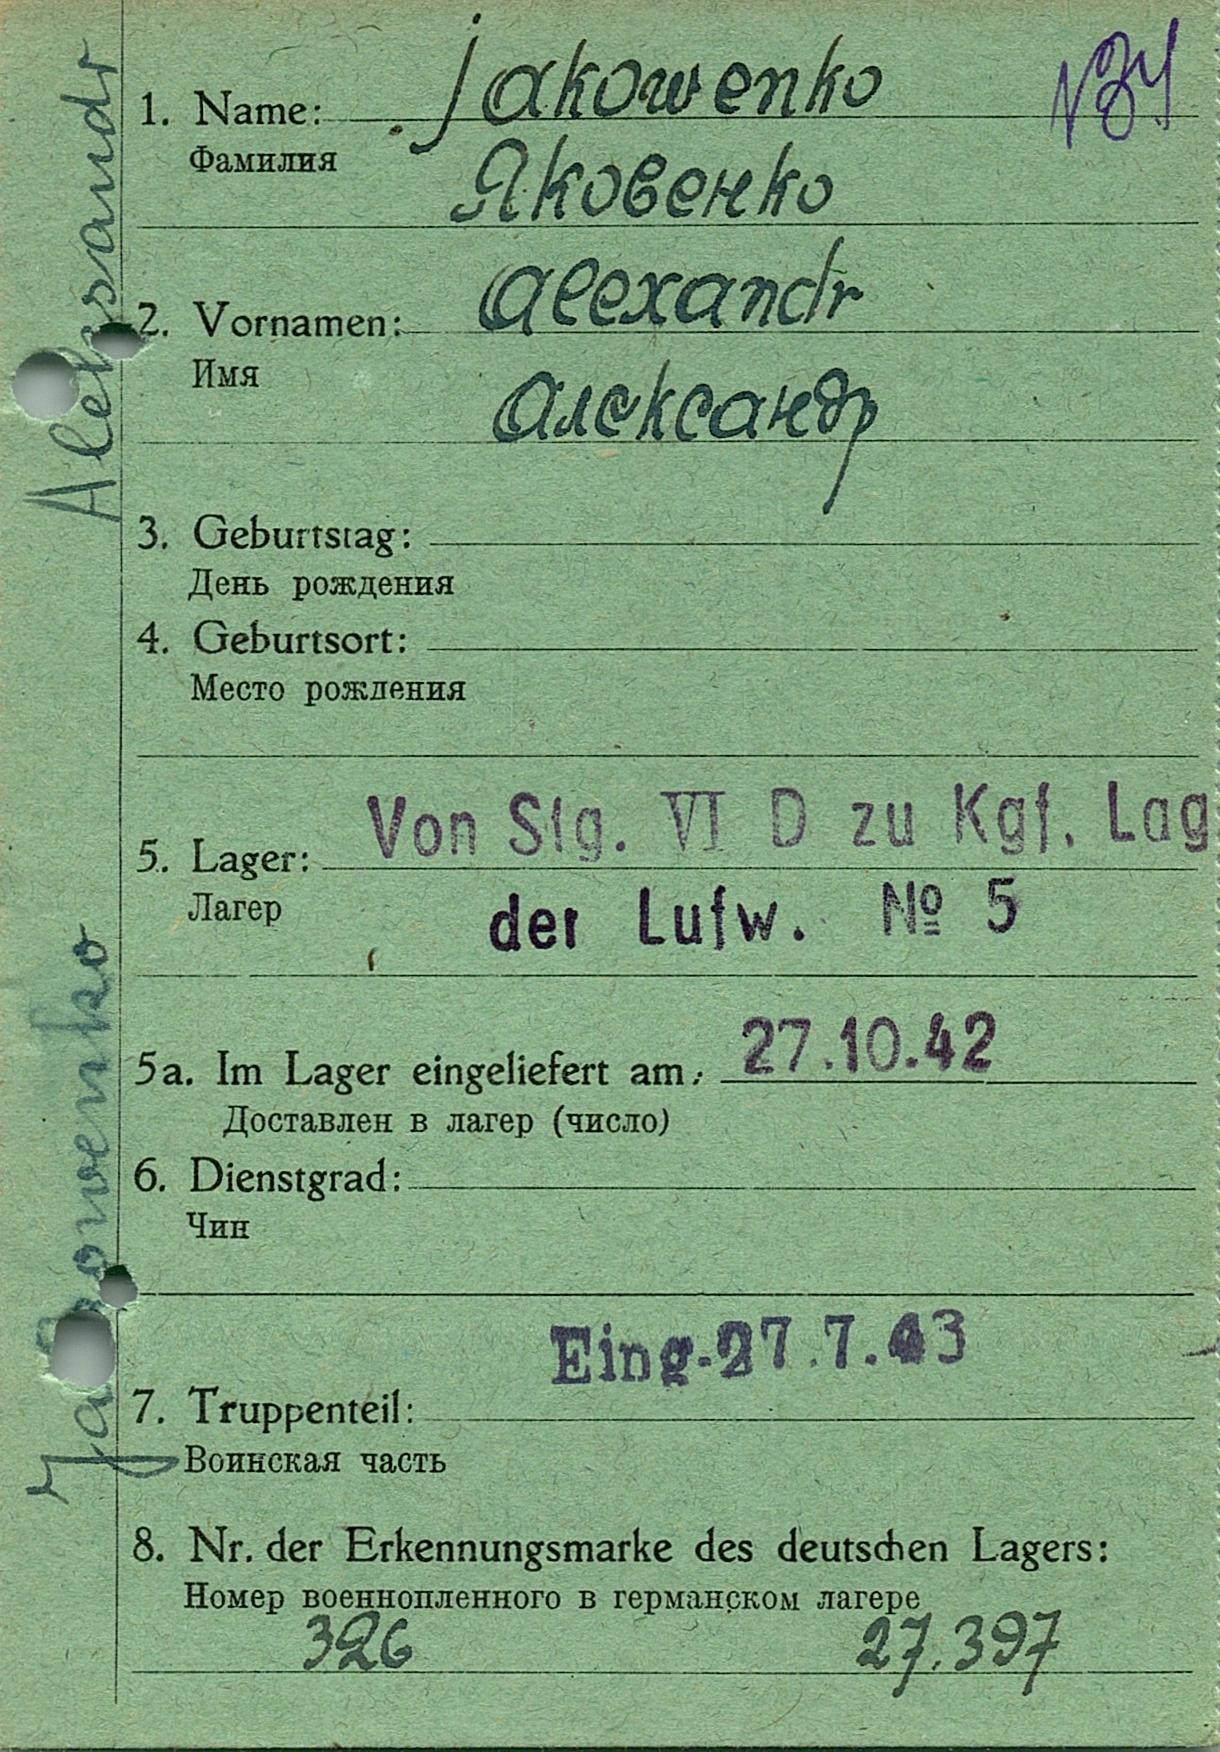 N34
1. Name: Jakowenko
Фамилия
Яковенко
2. Vornamen: Alexandr
Имя
Александр
3. Geburtstag:
День рождения
4. Geburtsort:
Место рождения
Von Stg. VI D zu Kgf. Lag
5. Lager:
Лагер
der Lufw. № 5
5a. Im Lager eingeliefert am: 27.10.42
Доставлен в лагер (число)
6. Dienstgrad:
Чин
Eing. 27.7.43
7. Truppenteil:
Воинская часть
8. Nr. der Erkennungsmarke des deutschen Lagers:
Номер военнопленного в германском лагере
326 27.397
Jakowenko Aleksandr